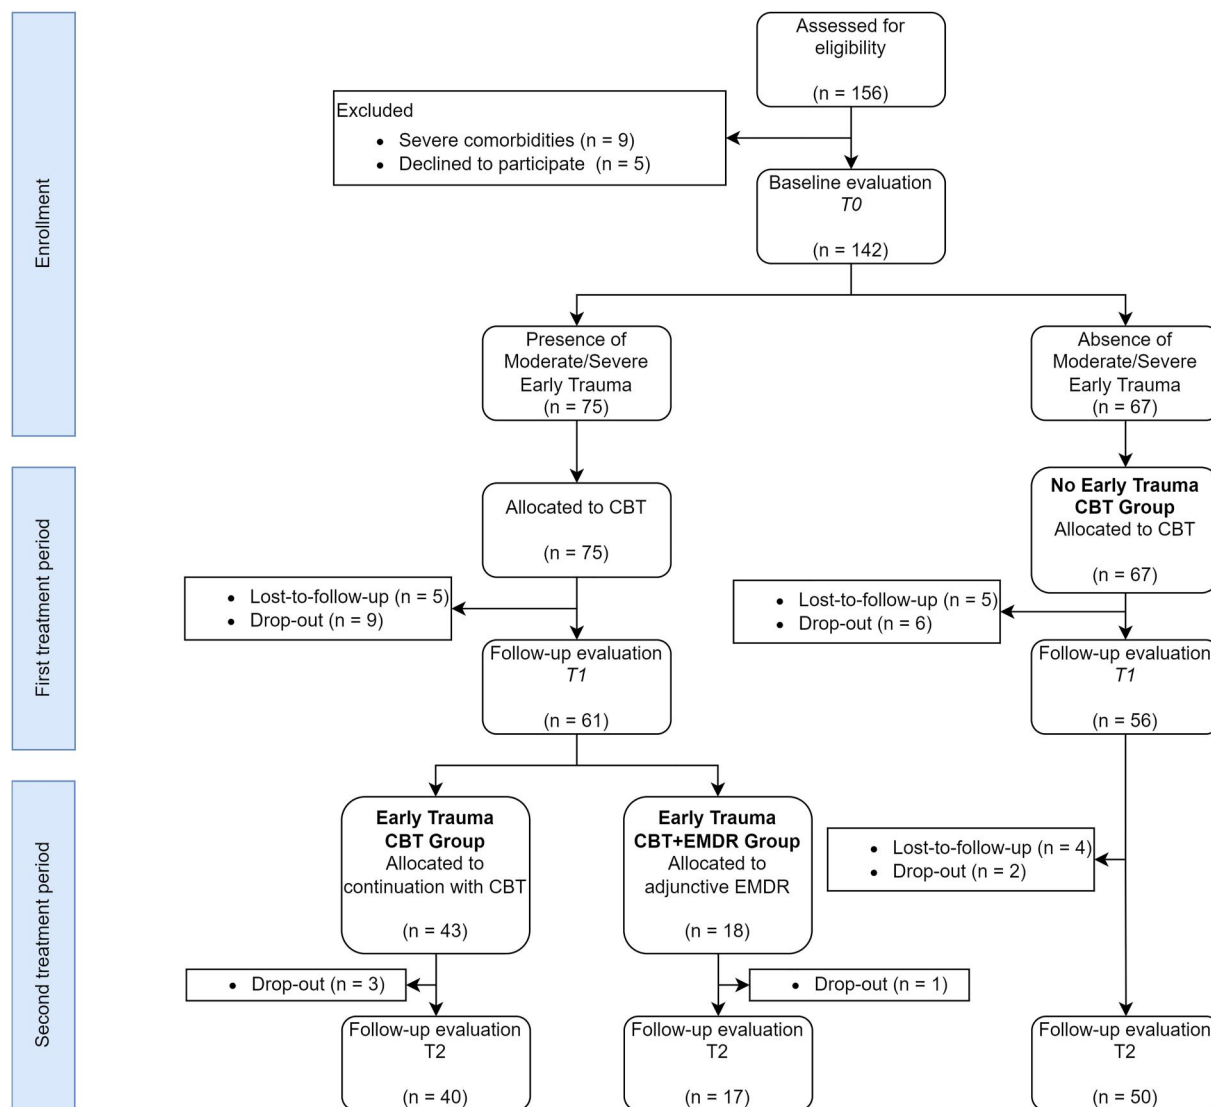 Assessed for
eligibility
(n = 156)
Excluded
• Severe comorbidities (n = 9)
• Declined to participate (n = 5)
Enrollment
Baseline evaluation
T0
(n = 142)
Presence of
Moderate/Severe
Early Trauma
(n = 75)
Absence of
Moderate/Severe
Early Trauma
(n = 67)
First treatment period
Allocated to CBT
(n = 75)
No Early Trauma
CBT Group
Allocated to CBT
(n = 67)
• Lost-to-follow-up (n = 5)
• Drop-out (n = 9)
• Lost-to-follow-up (n = 5)
• Drop-out (n = 6)
Follow-up evaluation
T1
(n = 61)
Follow-up evaluation
T1
(n = 56)
Second treatment period
Early Trauma
CBT Group
Allocated to
continuation with CBT
(n = 43)
Early Trauma
CBT+EMDR Group
Allocated to
adjunctive EMDR
(n = 18)
• Lost-to-follow-up (n = 4)
• Drop-out (n = 2)
• Drop-out (n = 3)
• Drop-out (n = 1)
Follow-up evaluation
T2
(n = 40)
Follow-up evaluation
T2
(n = 17)
Follow-up evaluation
T2
(n = 50)